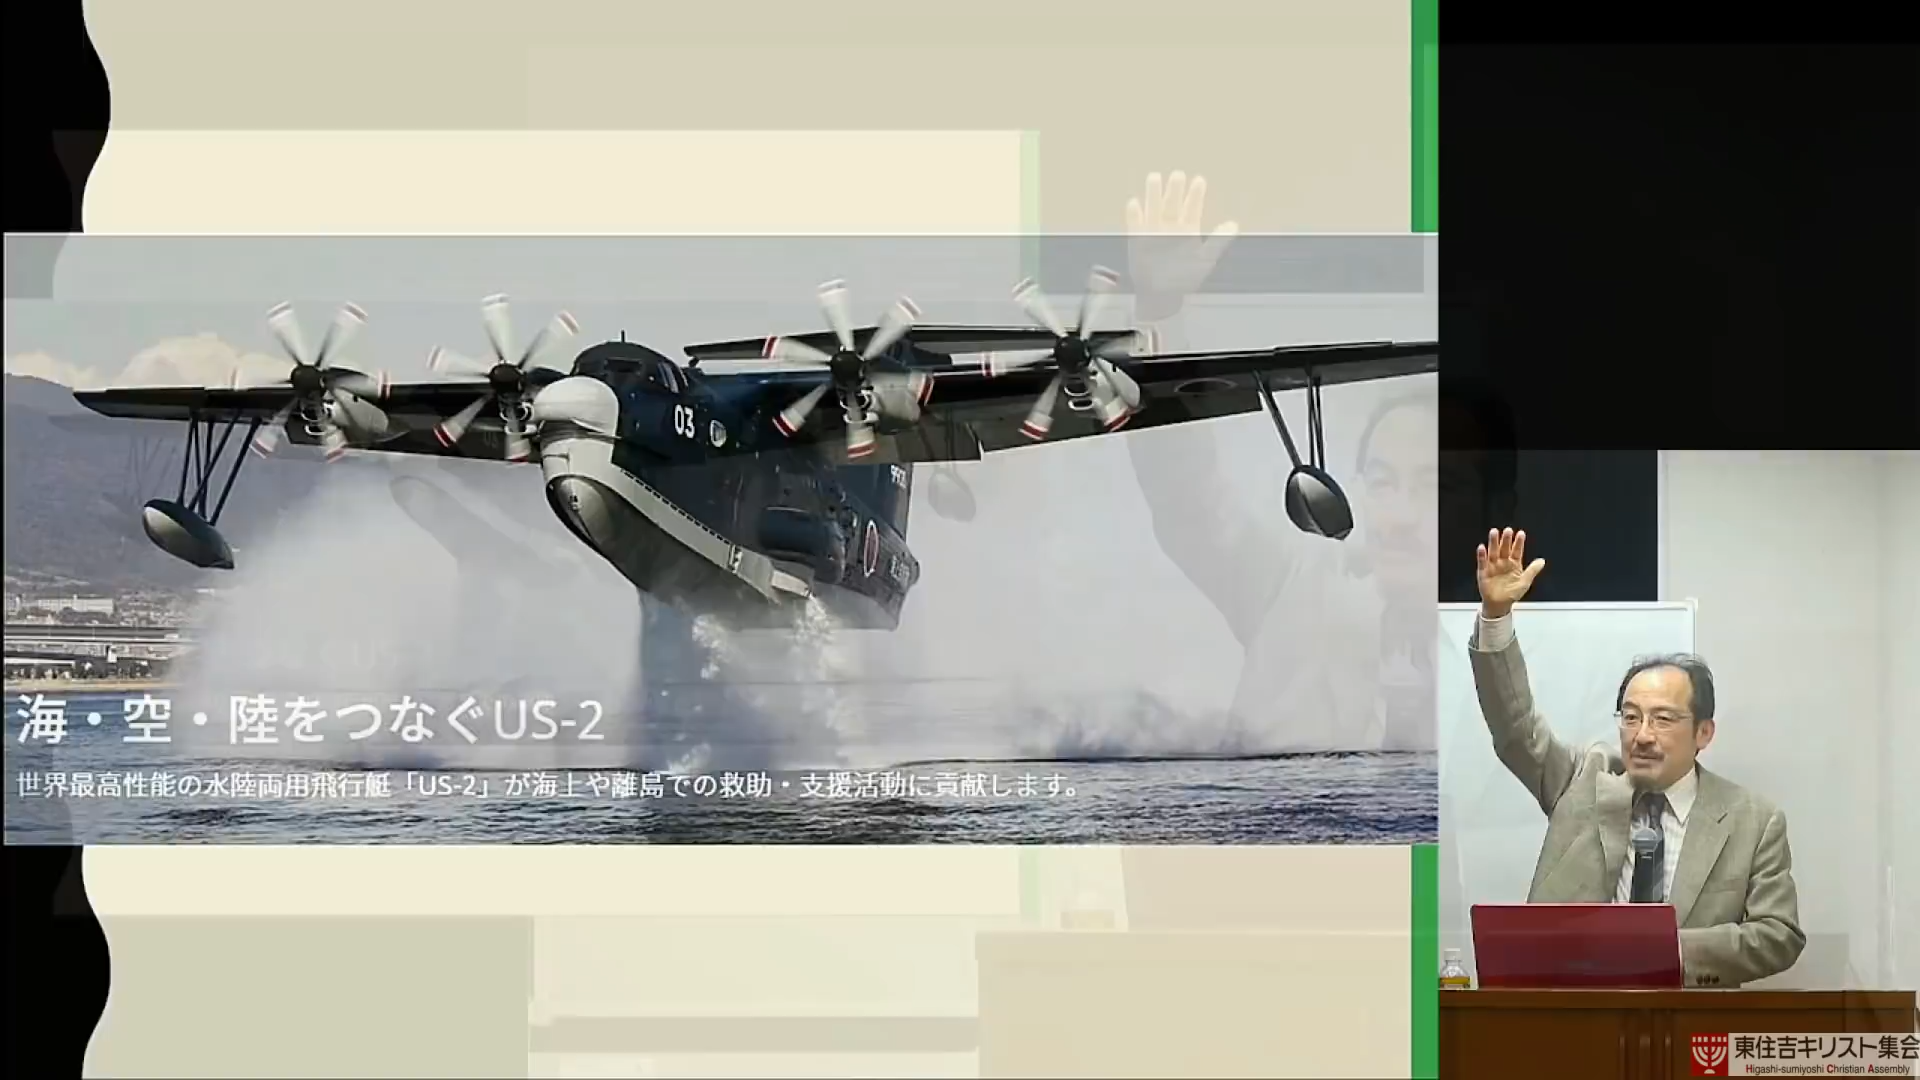 03
海・空・陸をつなぐUS-2
世界最高性能の水陸両用飛行艇「US-2」が海上や離島での救助・支援活動に貢献します。
東住吉キリスト集会
Higashi-sumiyoshi Christian Assembly